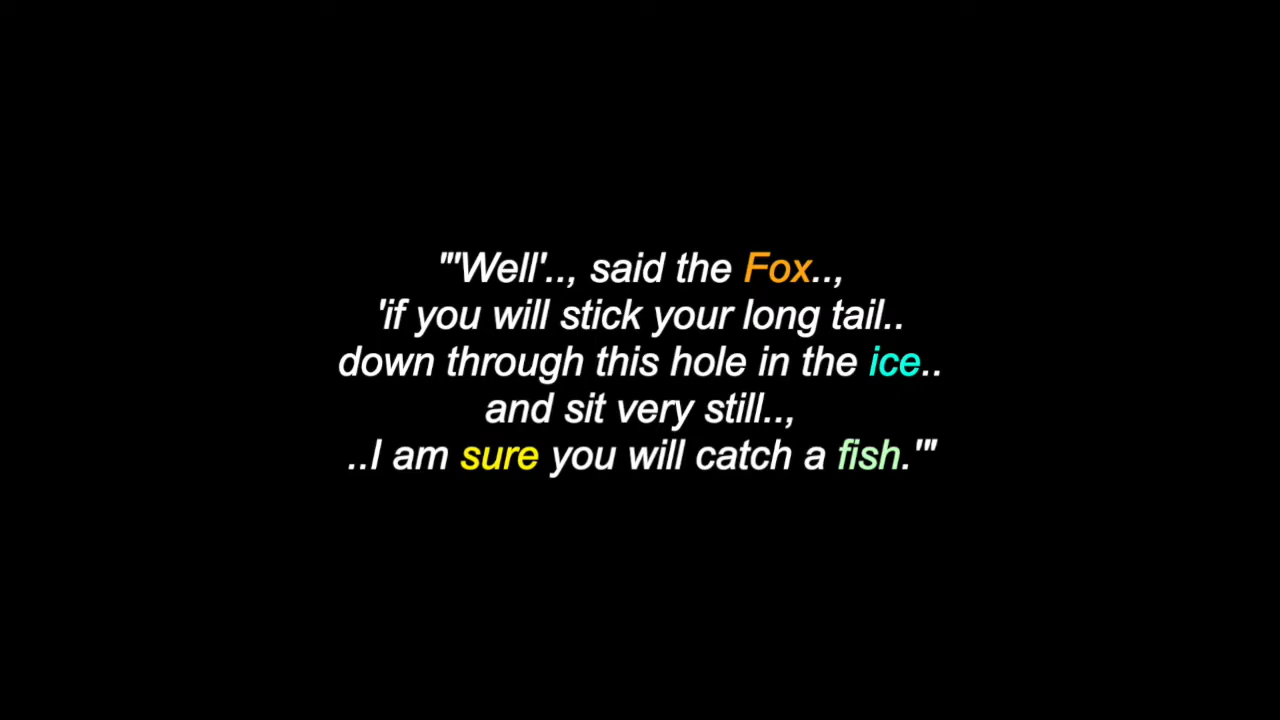 "'Well'.., said the Fox..,
'if you will stick your long tail..
down through this hole in the ice..
and sit very still..,
..I am sure you will catch a fish.'"